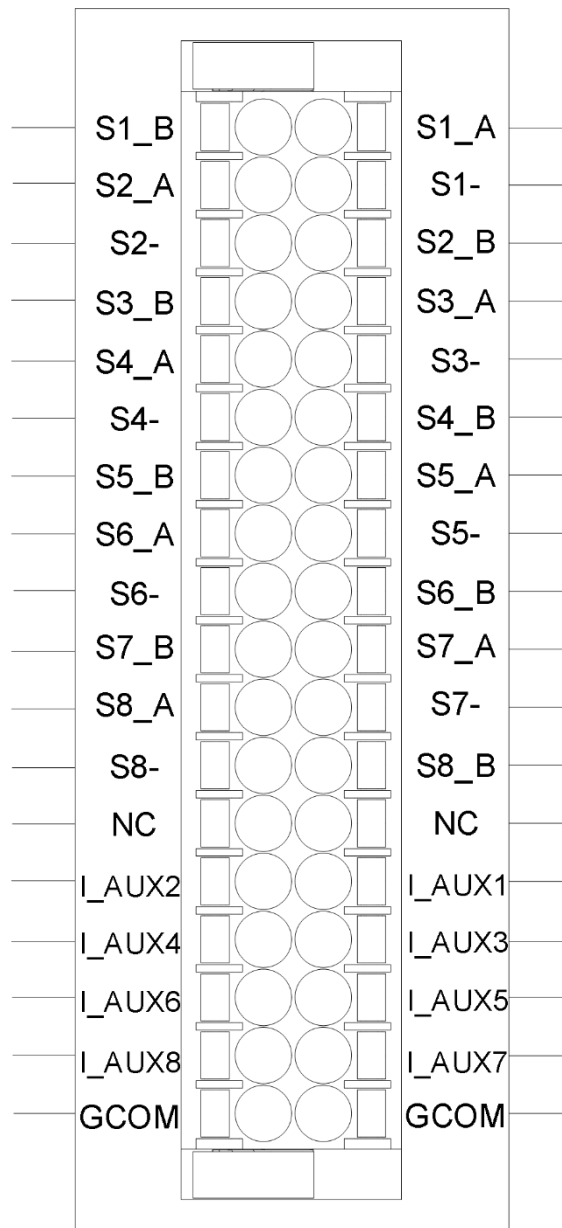 S1_B S1_A
S2_A S1-
S2- S2_B
S3_B S3_A
S4_A S3-
S4- S4_B
S5_B S5_A
S6_A S5-
S6- S6_B
S7_B S7_A
S8_A S7-
S8- S8_B
NC NC
I_AUX2 I_AUX1
I_AUX4 I_AUX3
I_AUX6 I_AUX5
I_AUX8 I_AUX7
GCOM GCOM